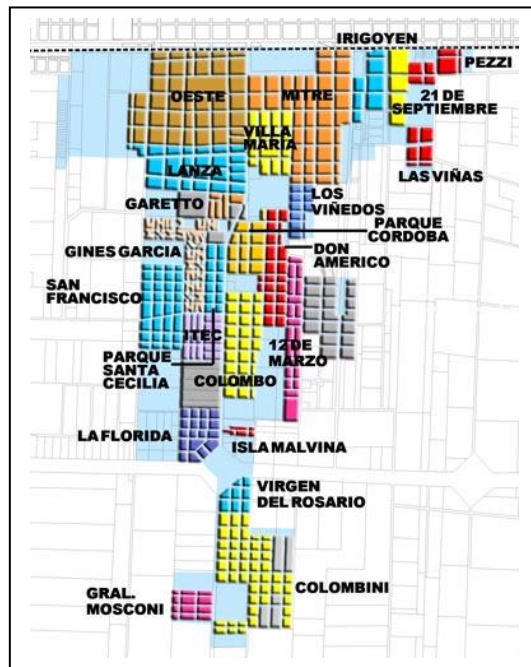 IRIGOYEN
PEZZI
OESTE
MITRE
21 DE
SEPTIEMBRE
VILLA
MARIA
LANZA
LAS VIÑAS
GARETTO
LOS
VIÑEDOS
PARQUE
CORDOBA
GINES GARCIA
DON
AMERICO
SAN
FRANCISCO
ITEC
12 DE
MARZO
PARQUE
SANTA
CECILIA
COLOMBO
LA FLORIDA
ISLA MALVINA
VIRGEN
DEL ROSARIO
GRAL.
MOSCONI
COLOMBINI